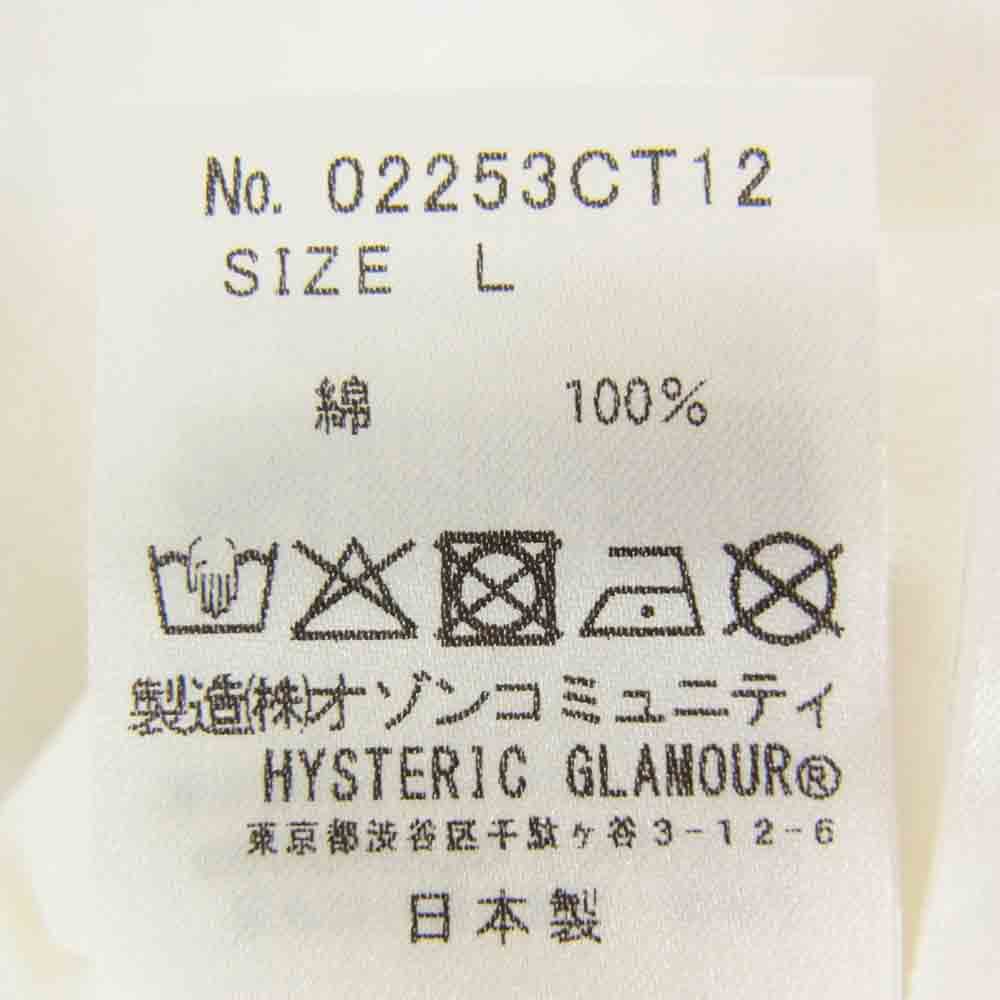 No. 02253CT12
SIZE L
綿 100%
製造(株)オゾンコミュニティ
HYSTERIC GLAMOUR®
東京都渋谷区千駄ヶ谷3-12-6
日本製